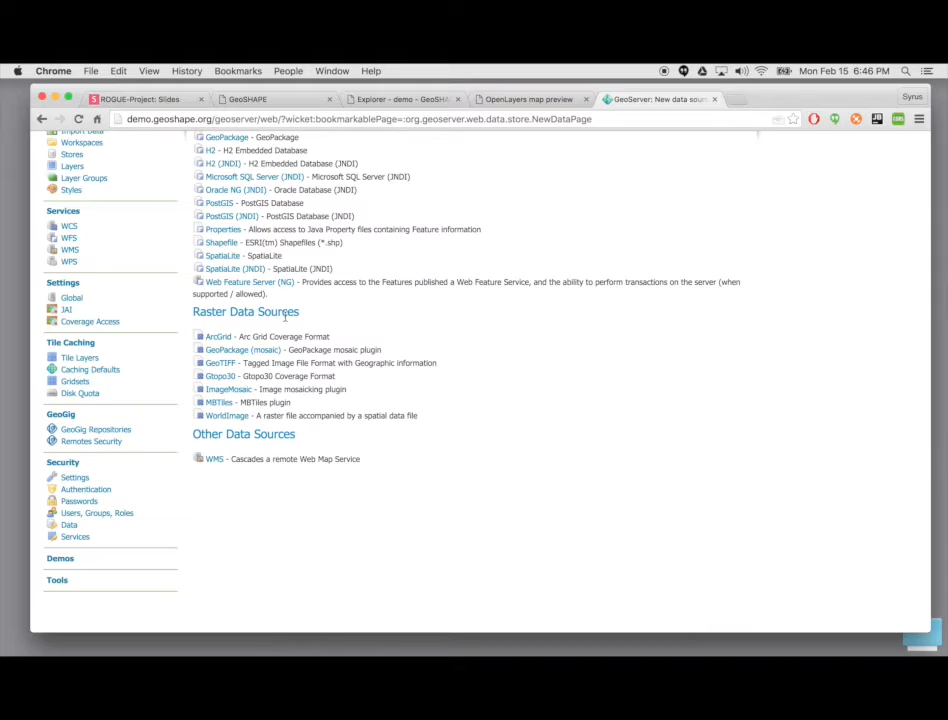 Chrome File Edit View History Bookmarks People Window Help Mon Feb 15 6:46 PM
ROGUE-Project: Slides GeoSHAPE Explorer - demo - GeoSHA OpenLayers map preview GeoServer: New data sourc Syrus
demo.geoshape.org/geoserver/web/?wicket:bookmarkablePage=:org.geoserver.web.data.store.NewDataPage
Import Data
Workspaces
Stores
Layers
Layer Groups
Styles
Services
WCS
WFS
WMS
WPS
Settings
Global
JAI
Coverage Access
Tile Caching
Tile Layers
Caching Defaults
Gridsets
Disk Quota
GeoGig
GeoGig Repositories
Remotes Security
Security
Settings
Authentication
Passwords
Users, Groups, Roles
Data
Services
Demos
Tools
GeoPackage - GeoPackage
H2 - H2 Embedded Database
H2 (JNDI) - H2 Embedded Database (JNDI)
Microsoft SQL Server (JNDI) - Microsoft SQL Server (JNDI)
Oracle NG (JNDI) - Oracle Database (JNDI)
PostGIS - PostGIS Database
PostGIS (JNDI) - PostGIS Database (JNDI)
Properties - Allows access to Java Property files containing Feature information
Shapefile - ESRI(tm) Shapefiles (*.shp)
SpatiaLite - SpatiaLite
SpatiaLite (JNDI) - SpatiaLite (JNDI)
Web Feature Server (NG) - Provides access to the Features published a Web Feature Service, and the ability to perform transactions on the server (when
supported / allowed).
Raster Data Sources
ArcGrid - Arc Grid Coverage Format
GeoPackage (mosaic) - GeoPackage mosaic plugin
GeoTIFF - Tagged Image File Format with Geographic information
Gtopo30 - Gtopo30 Coverage Format
ImageMosaic - Image mosaicking plugin
MBTiles - MBTiles plugin
WorldImage - A raster file accompanied by a spatial data file
Other Data Sources
WMS - Cascades a remote Web Map Service